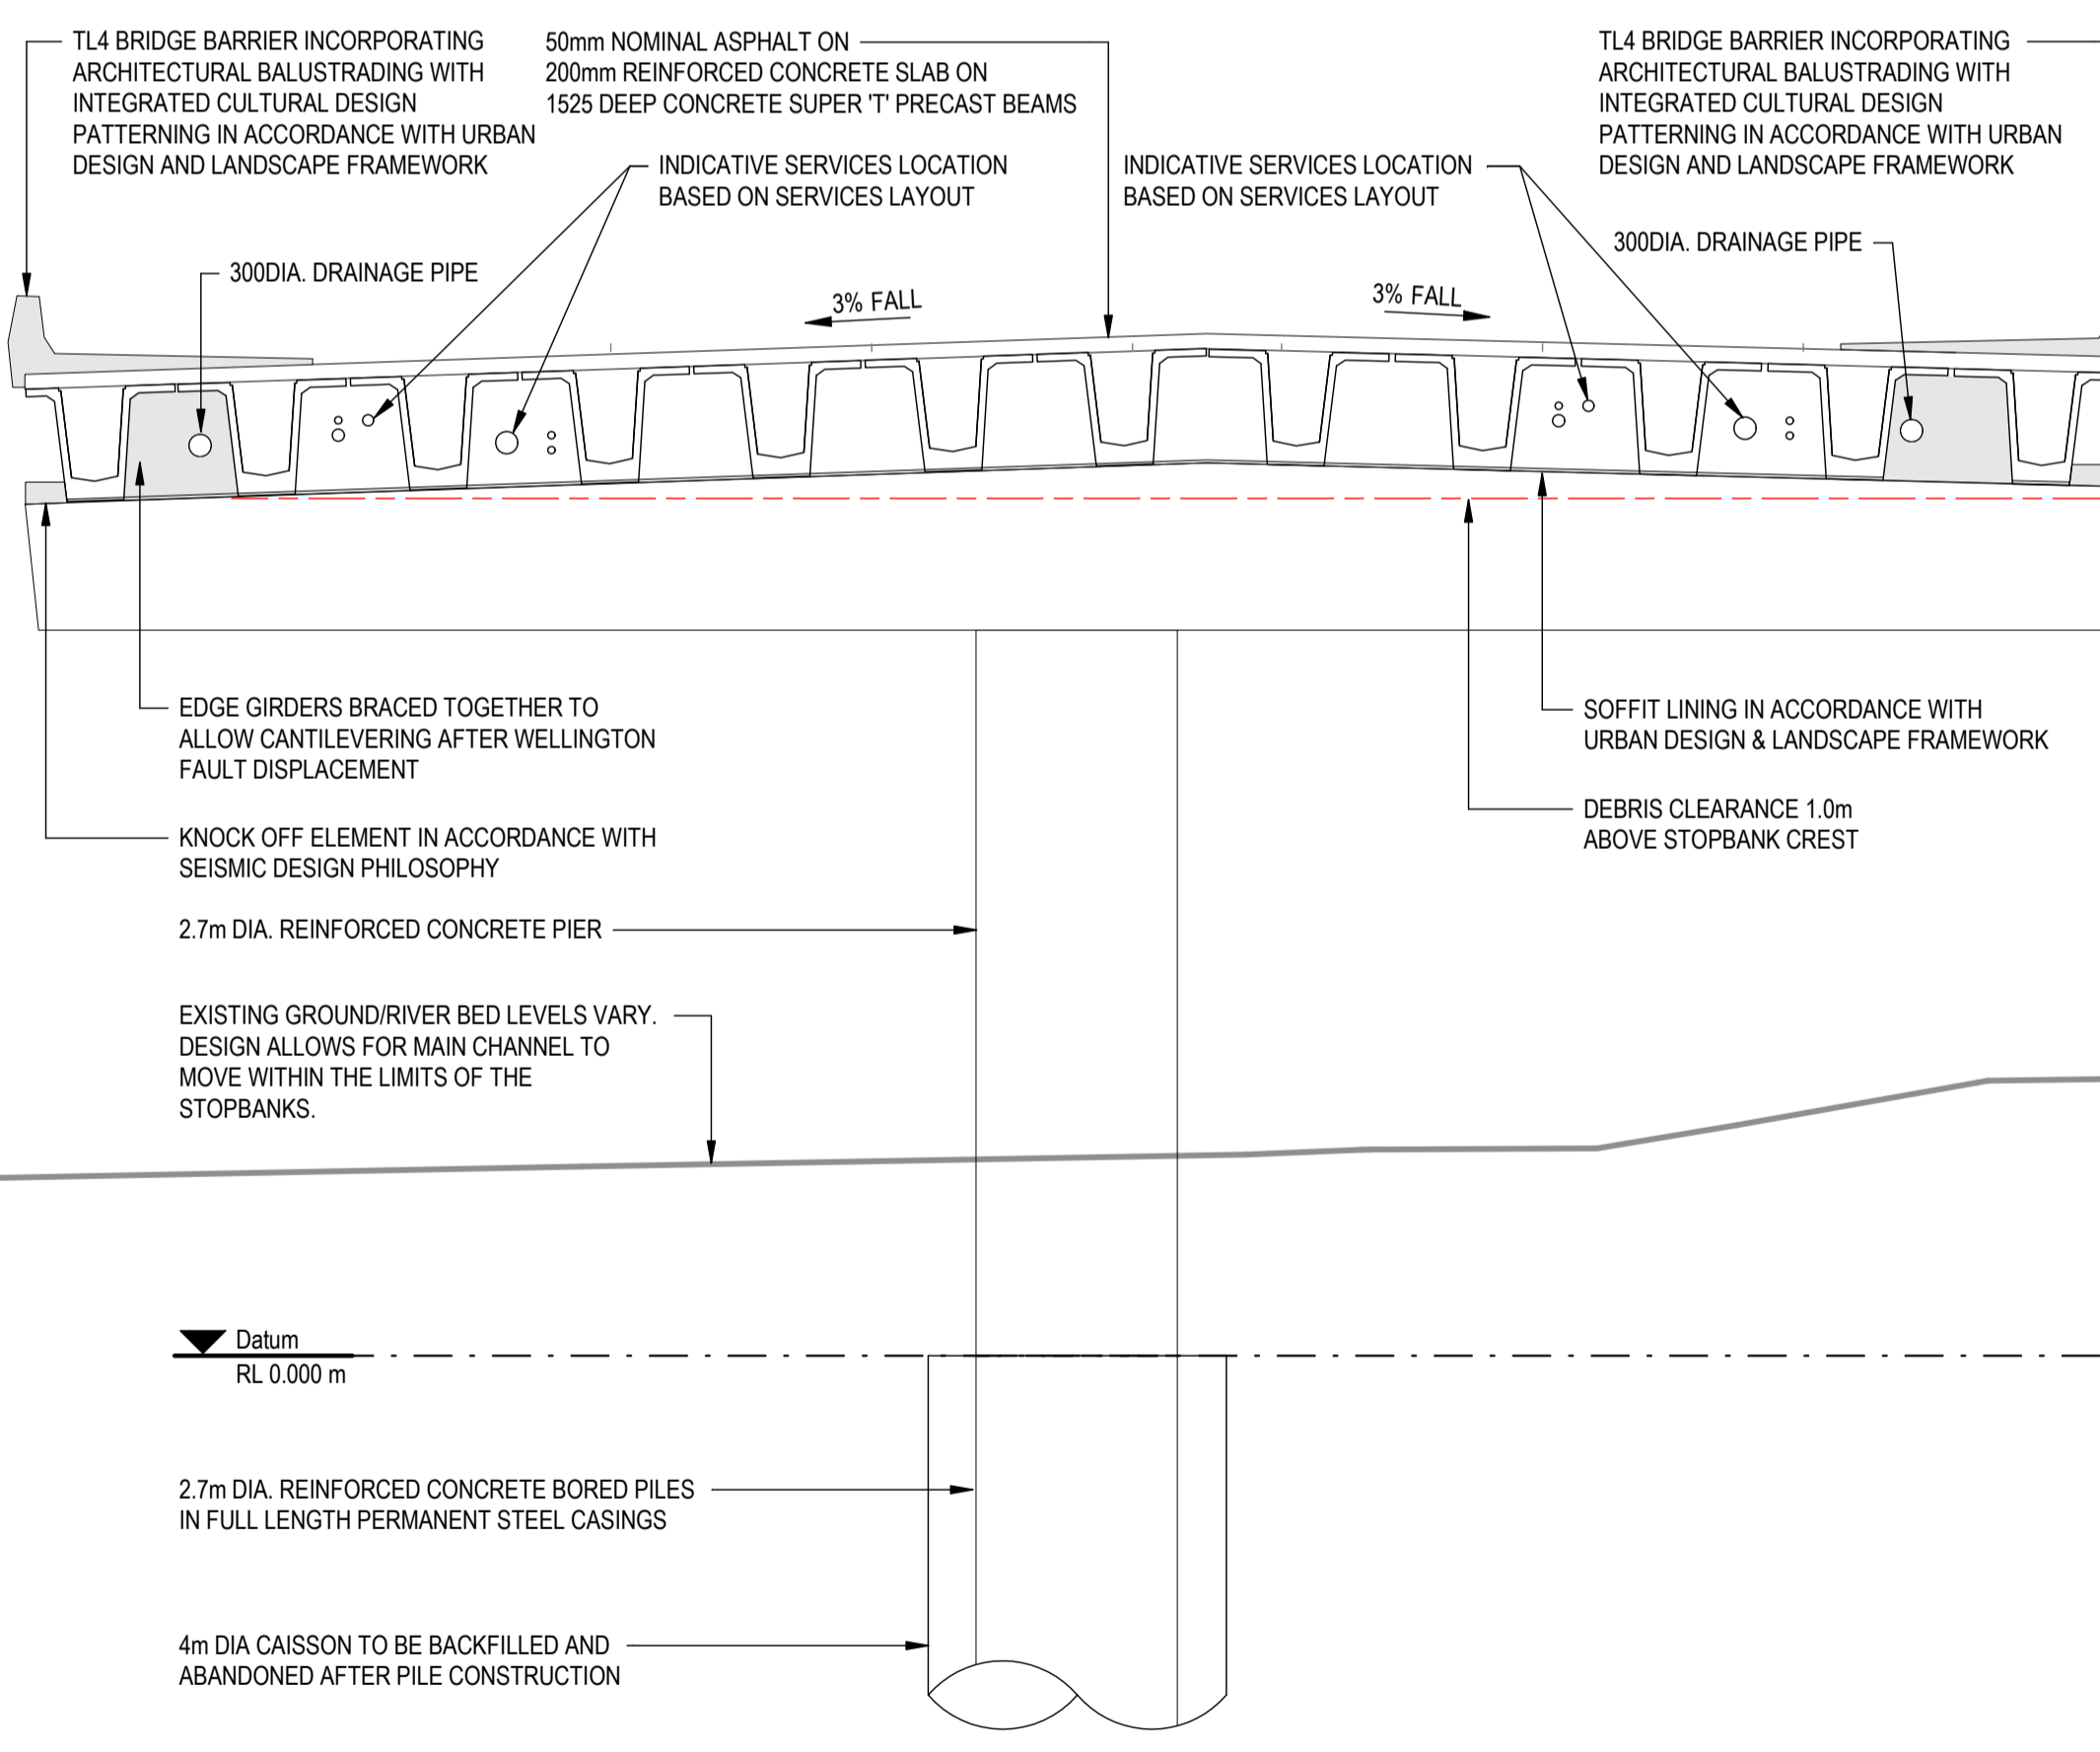 TL4 BRIDGE BARRIER INCORPORATING
ARCHITECTURAL BALUSTRADING WITH
INTEGRATED CULTURAL DESIGN
PATTERNING IN ACCORDANCE WITH URBAN
DESIGN AND LANDSCAPE FRAMEWORK
50mm NOMINAL ASPHALT ON
200mm REINFORCED CONCRETE SLAB ON
1525 DEEP CONCRETE SUPER 'T' PRECAST BEAMS
TL4 BRIDGE BARRIER INCORPORATING
ARCHITECTURAL BALUSTRADING WITH
INTEGRATED CULTURAL DESIGN
PATTERNING IN ACCORDANCE WITH URBAN
DESIGN AND LANDSCAPE FRAMEWORK
INDICATIVE SERVICES LOCATION
BASED ON SERVICES LAYOUT
INDICATIVE SERVICES LOCATION
BASED ON SERVICES LAYOUT
300DIA. DRAINAGE PIPE
300DIA. DRAINAGE PIPE
3% FALL
3% FALL
EDGE GIRDERS BRACED TOGETHER TO
ALLOW CANTILEVERING AFTER WELLINGTON
FAULT DISPLACEMENT
SOFFIT LINING IN ACCORDANCE WITH
URBAN DESIGN & LANDSCAPE FRAMEWORK
DEBRIS CLEARANCE 1.0m
ABOVE STOPBANK CREST
KNOCK OFF ELEMENT IN ACCORDANCE WITH
SEISMIC DESIGN PHILOSOPHY
2.7m DIA. REINFORCED CONCRETE PIER
EXISTING GROUND/RIVER BED LEVELS VARY.
DESIGN ALLOWS FOR MAIN CHANNEL TO
MOVE WITHIN THE LIMITS OF THE
STOPBANKS.
Datum
RL 0.000 m
2.7m DIA. REINFORCED CONCRETE BORED PILES
IN FULL LENGTH PERMANENT STEEL CASINGS
4m DIA CAISSON TO BE BACKFILLED AND
ABANDONED AFTER PILE CONSTRUCTION